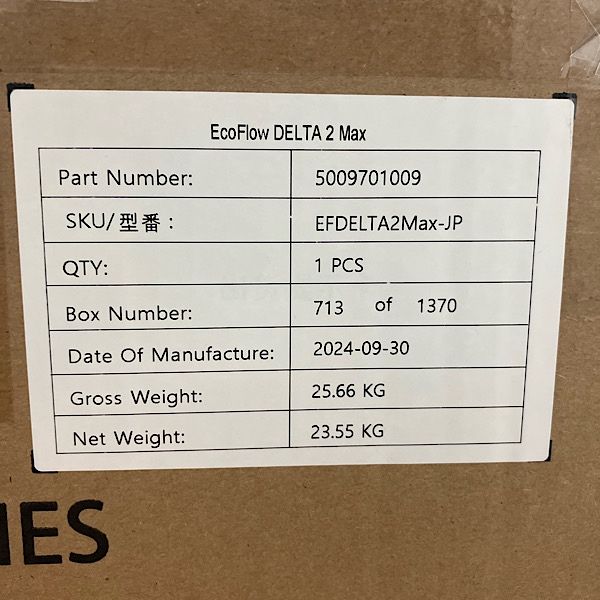 EcoFlow DELTA 2 Max
Part Number: 5009701009
SKU/型番: EFDELTA2Max-JP
QTY: 1 PCS
Box Number: 713 of 1370
Date Of Manufacture: 2024-09-30
Gross Weight: 25.66 KG
Net Weight: 23.55 KG
IES